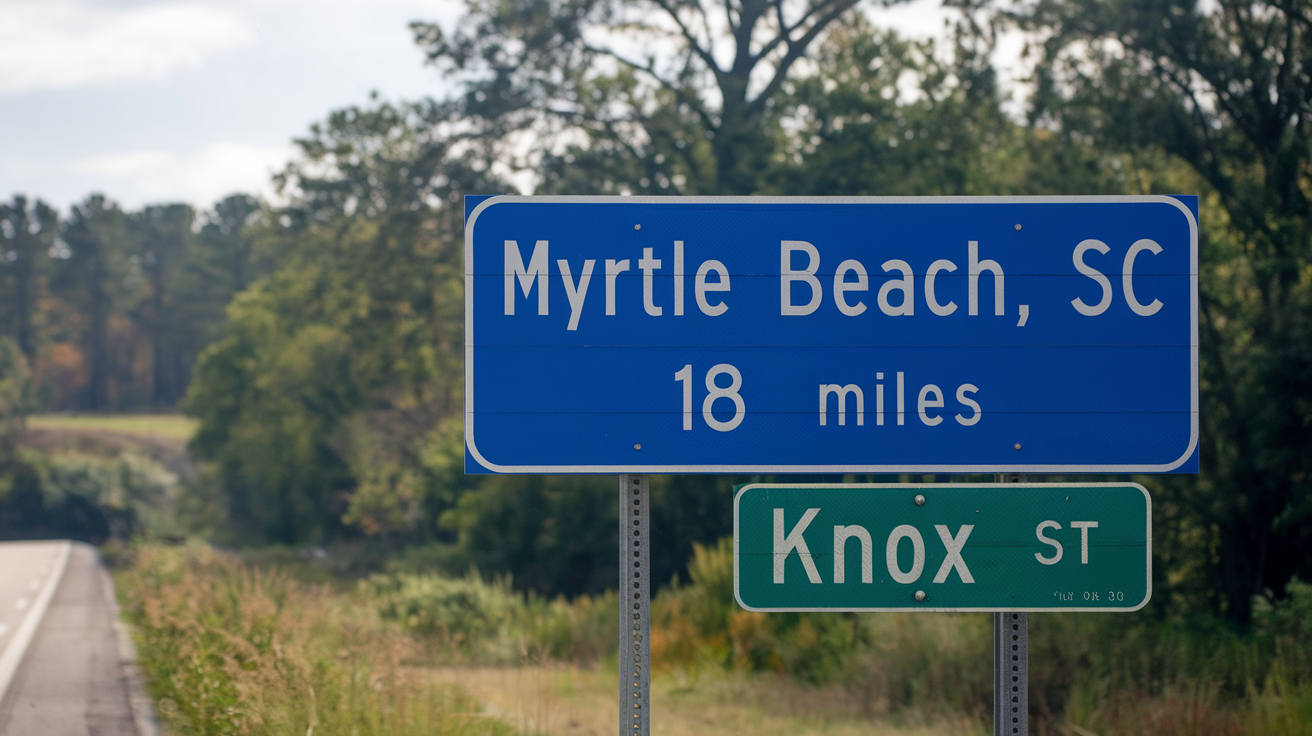 Myrtle Beach, SC
18 miles
Knox ST